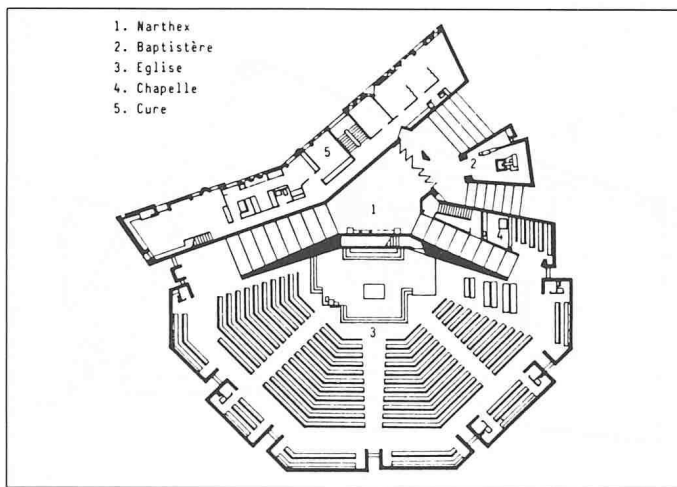 1. Narthex
2. Baptistère
3. Eglise
4. Chapelle
5. Cure
5
2
1
3